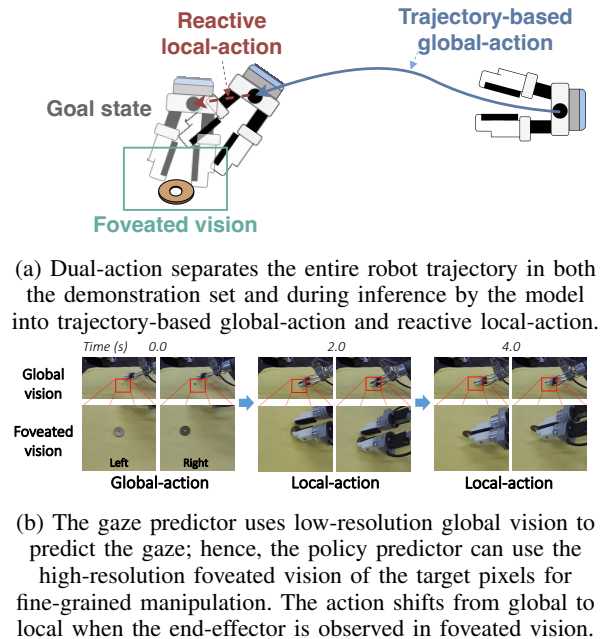 Reactive
local-action
Trajectory-based
global-action
Goal state
Foveated vision
(a) Dual-action separates the entire robot trajectory in both
the demonstration set and during inference by the model
into trajectory-based global-action and reactive local-action.
Time (s) 0.0 2.0 4.0
Global
vision
Foveated
vision
Left Right
Global-action Local-action Local-action
(b) The gaze predictor uses low-resolution global vision to
predict the gaze; hence, the policy predictor can use the
high-resolution foveated vision of the target pixels for
fine-grained manipulation. The action shifts from global to
local when the end-effector is observed in foveated vision.